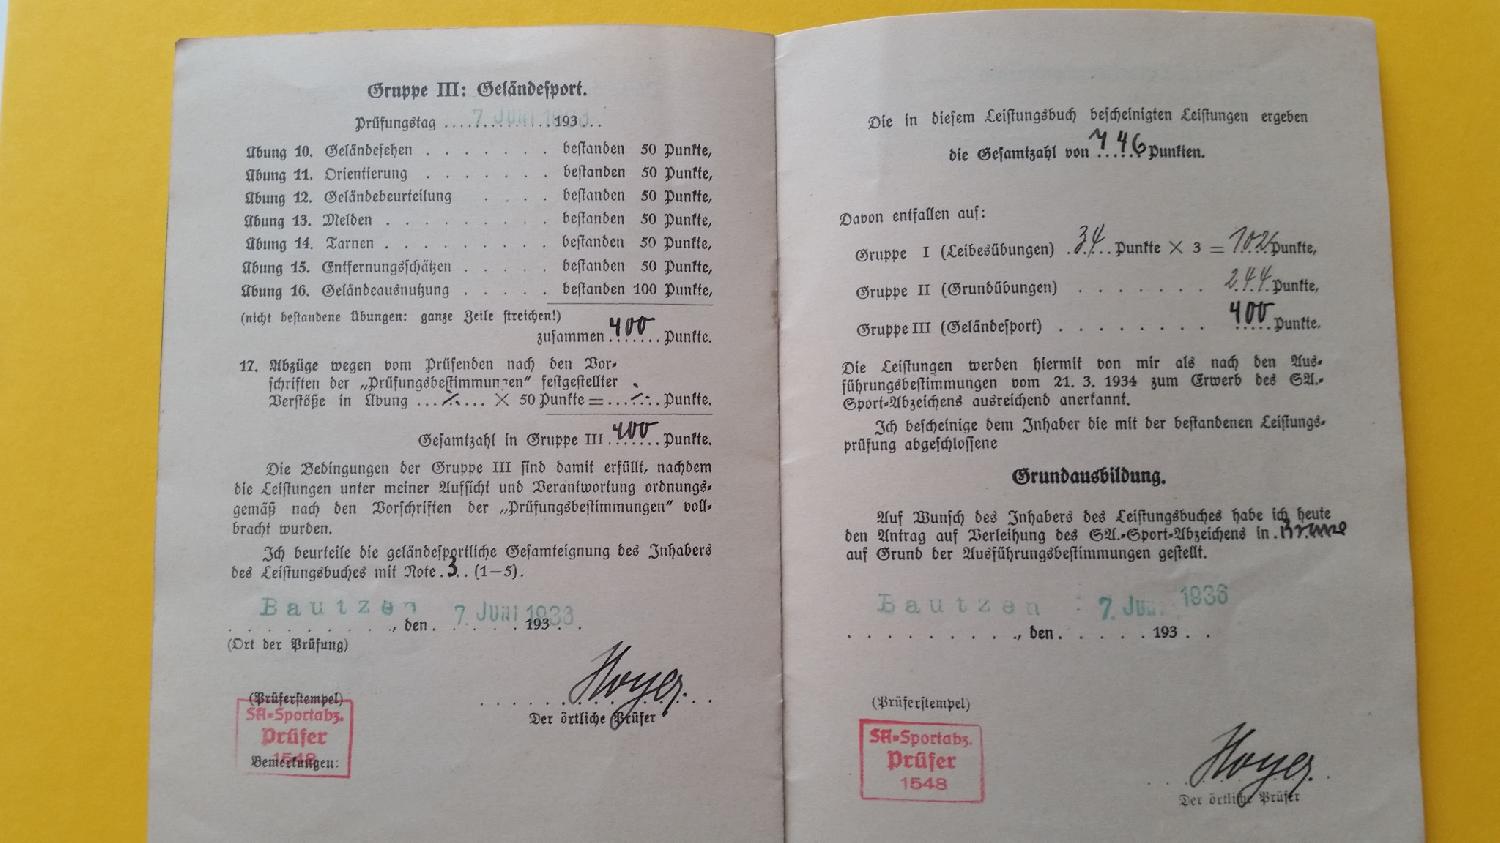 Gruppe III: Geländesport.
Prüfungstag .................. 193 . . 7. Juni 1936
Übung 10. Geländesehen . . . . . . . bestanden 50 Punkte,
Übung 11. Orientierung . . . . . . . bestanden 50 Punkte,
Übung 12. Geländebeurteilung . . . . bestanden 50 Punkte,
Übung 13. Melden . . . . . . . . . bestanden 50 Punkte,
Übung 14. Tarnen . . . . . . . . . bestanden 50 Punkte,
Übung 15. Entfernungsschätzen . . . . . bestanden 50 Punkte,
Übung 16. Geländeausnutzung . . . . . bestanden 100 Punkte,
(nicht bestandene Übungen: ganze Zeile streichen!)
zusammen 400 Punkte.
17. Abzüge wegen vom Prüfenden nach den Vor-
schriften der „Prüfungsbestimmungen" festgestellter
Verstöße in Übung ... × 50 Punkte = ... Punkte.
Gesamtzahl in Gruppe III 400 Punkte.
Die Bedingungen der Gruppe III sind damit erfüllt, nachdem
die Leistungen unter meiner Aufsicht und Verantwortung ordnungs-
gemäß nach den Vorschriften der „Prüfungsbestimmungen" voll-
bracht wurden.
Ich beurteile die geländesportliche Gesamteignung des Inhabers
des Leistungsbuches mit Note 3 (1—5).
Bautzen, den 7. Juni 1936 193 . .
(Ort der Prüfung)
Hoyer.
(Prüferstempel)
Der örtliche Prüfer
SA-Sportabz.
Prüfer
1548
Bemerkungen:
Die in diesem Leistungsbuch bescheinigten Leistungen ergeben
die Gesamtzahl von 746 Punkten.
Davon entfallen auf:
Gruppe I (Leibesübungen) 34 Punkte × 3 = 102 Punkte,
Gruppe II (Grundübungen) . . . . . . . 244 Punkte,
Gruppe III (Geländesport) . . . . . . . . 400 Punkte.
Die Leistungen werden hiermit von mir als nach den Aus-
führungsbestimmungen vom 21. 3. 1934 zum Erwerb des SA.-
Sport-Abzeichens ausreichend anerkannt.
Ich bescheinige dem Inhaber die mit der bestandenen Leistungs-
prüfung abgeschlossene
Grundausbildung.
Auf Wunsch des Inhabers des Leistungsbuches habe ich heute
den Antrag auf Verleihung des SA.-Sport-Abzeichens in Bronze
auf Grund der Ausführungsbestimmungen gestellt.
Bautzen, den 7. Juni 1936 193 . .
(Prüferstempel)
SA-Sportabz.
Prüfer
1548
Hoyer.
Der örtliche Prüfer